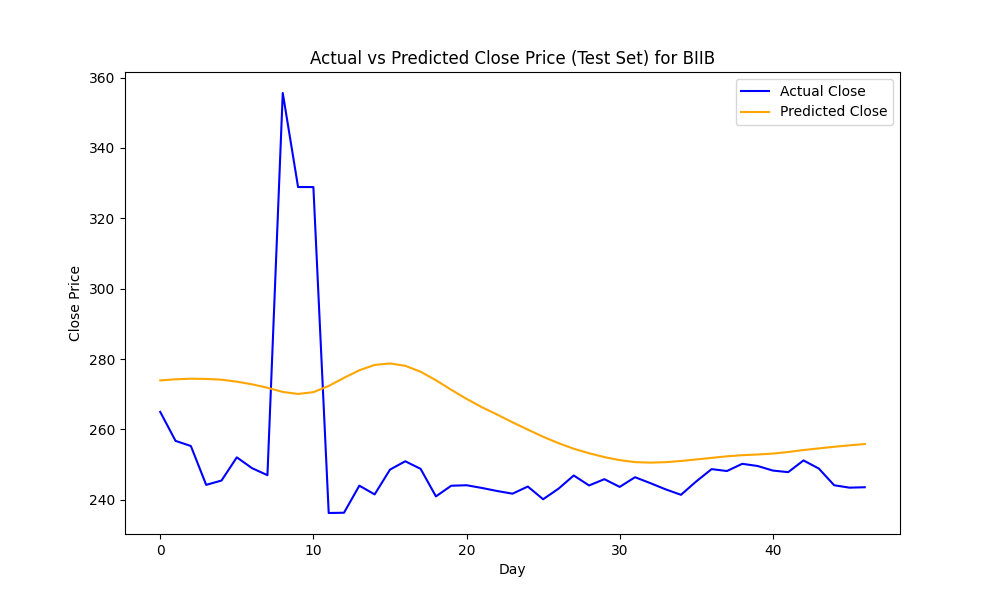 Actual vs Predicted Close Price (Test Set) for BIIB
Actual Close
Predicted Close
360
340
320
300
280
260
240
Close Price
0 10 20 30 40
Day